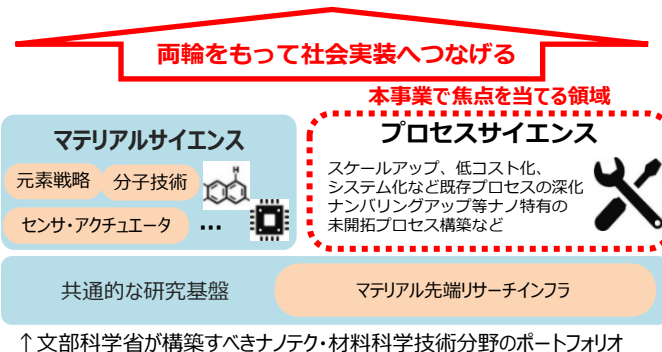 両輪をもって社会実装へつなげる
本事業で焦点を当てる領域
マテリアルサイエンス
元素戦略
分子技術
センサ・アクチュエータ
…
プロセスサイエンス
スケールアップ、低コスト化、
システム化など既存プロセスの深化
ナンバリングアップ等ナノ特有の
未開拓プロセス構築など
共通的な研究基盤
マテリアル先端リサーチインフラ
↑文部科学省が構築すべきナノテク・材料科学技術分野のポートフォリオ